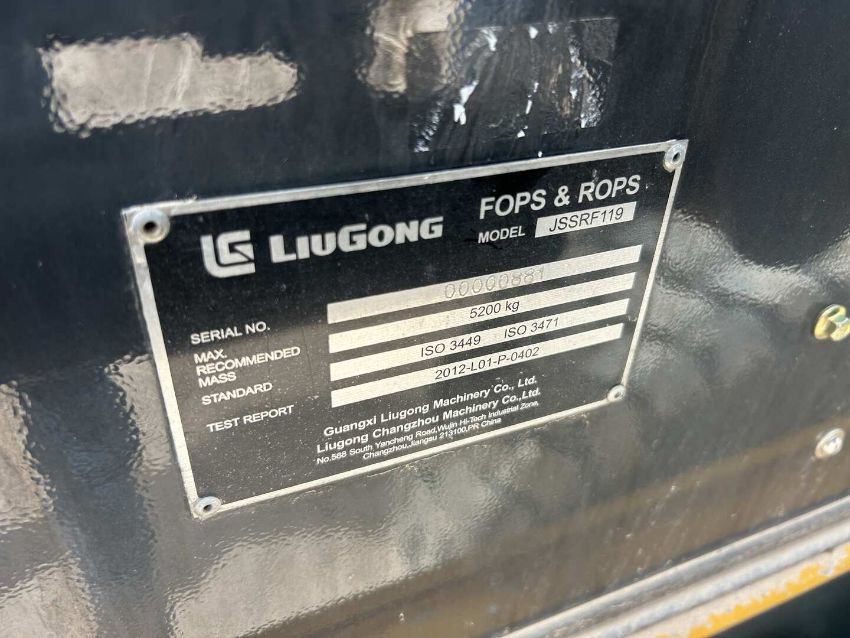 LG LIUGONG
FOPS & ROPS
MODEL JSSRF119
SERIAL NO. 00000881
MAX. RECOMMENDED MASS 5200 kg
STANDARD ISO 3449 ISO 3471
TEST REPORT 2012-L01-P-0402
Guangxi Liugong Machinery Co., Ltd.
Liugong Changzhou Machinery Co.,Ltd.
No.588 South Yancheng Road,Wujin Hi-Tech Industrial Zone,
Changzhou,Jiangsu 213100,PR China